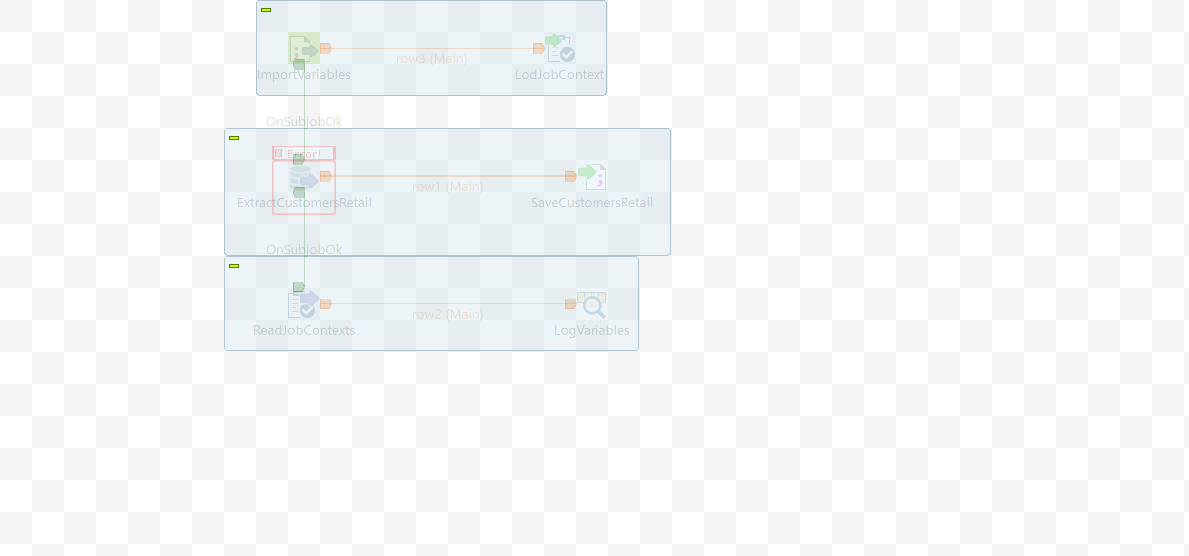 row3 (Main)
ImportVariables
LodJobContext
OnSubjobOk
Error!
row1 (Main)
ExtractCustomersRetail
SaveCustomersRetail
OnSubjobOk
row2 (Main)
ReadJobContexts
LogVariables